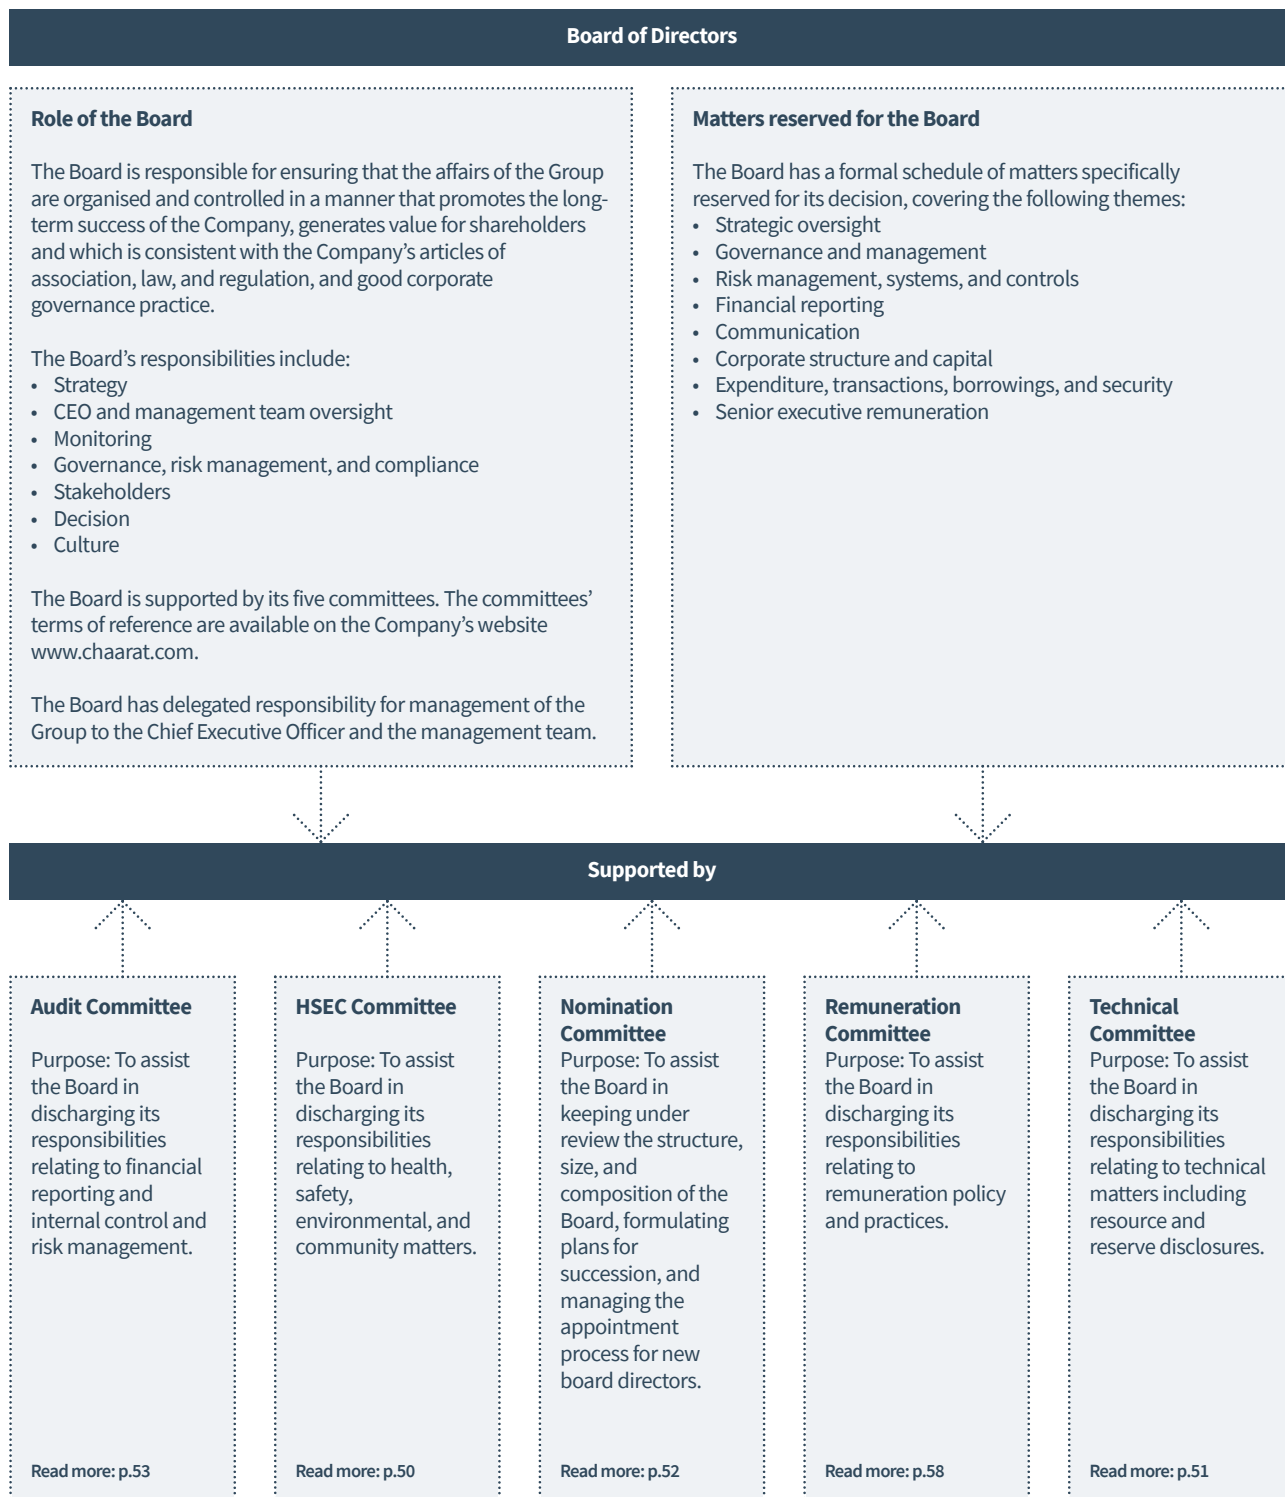 Board of Directors
Role of the Board
The Board is responsible for ensuring that the affairs of the Group
are organised and controlled in a manner that promotes the long-
term success of the Company, generates value for shareholders
and which is consistent with the Company's articles of
association, law, and regulation, and good corporate
governance practice.
The Board's responsibilities include:
• Strategy
• CEO and management team oversight
• Monitoring
• Governance, risk management, and compliance
• Stakeholders
• Decision
• Culture
The Board is supported by its five committees. The committees'
terms of reference are available on the Company's website
www.chaarat.com.
The Board has delegated responsibility for management of the
Group to the Chief Executive Officer and the management team.
Matters reserved for the Board
The Board has a formal schedule of matters specifically
reserved for its decision, covering the following themes:
• Strategic oversight
• Governance and management
• Risk management, systems, and controls
• Financial reporting
• Communication
• Corporate structure and capital
• Expenditure, transactions, borrowings, and security
• Senior executive remuneration
Supported by
Audit Committee
Purpose: To assist
the Board in
discharging its
responsibilities
relating to financial
reporting and
internal control and
risk management.
Read more: p.53
HSEC Committee
Purpose: To assist
the Board in
discharging its
responsibilities
relating to health,
safety,
environmental, and
community matters.
Read more: p.50
Nomination
Committee
Purpose: To assist
the Board in
keeping under
review the structure,
size, and
composition of the
Board, formulating
plans for
succession, and
managing the
appointment
process for new
board directors.
Read more: p.52
Remuneration
Committee
Purpose: To assist
the Board in
discharging its
responsibilities
relating to
remuneration policy
and practices.
Read more: p.58
Technical
Committee
Purpose: To assist
the Board in
discharging its
responsibilities
relating to technical
matters including
resource and
reserve disclosures.
Read more: p.51